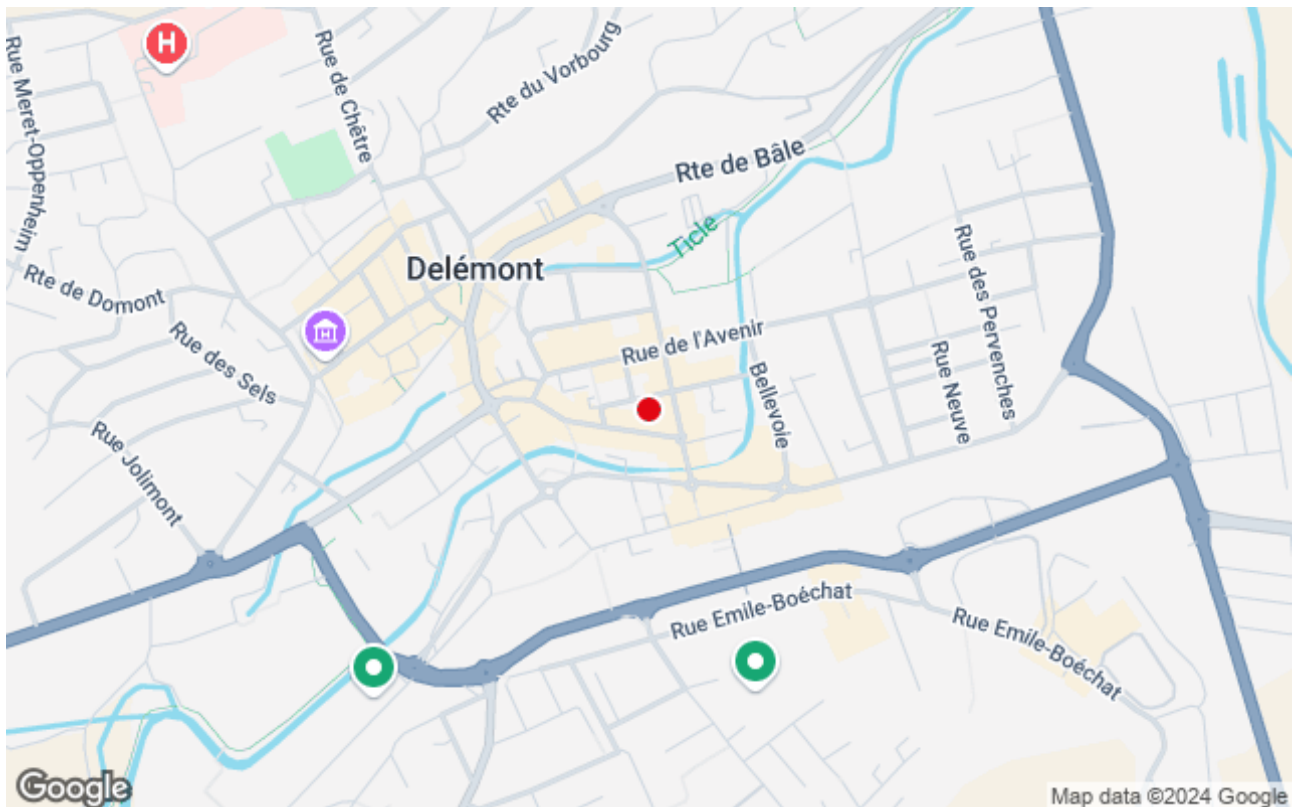 H
Rue Meret-Oppenheim
Rue de Chêtre
Rte du Vorbourg
Rte de Bâle
Ticle
Delémont
Rte de Domont
Rue des Sels
Rue de l'Avenir
Bellevoie
Rue des Pervenches
Rue Neuve
Rue Jolimont
Rue Emile-Boéchat
Rue Emile-Boéchat
Google
Map data ©2024 Google